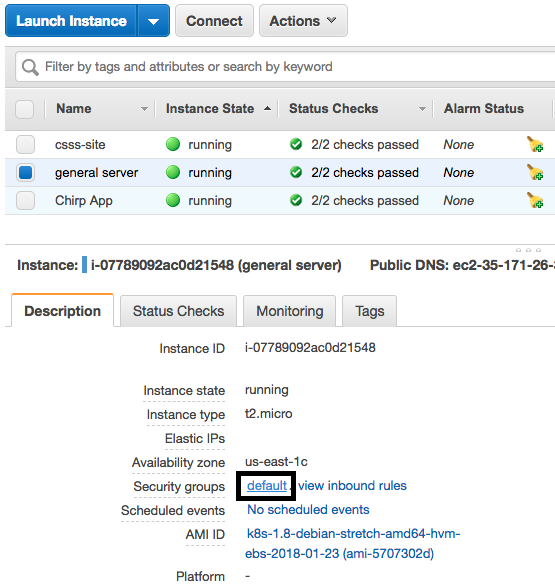 Launch Instance Connect Actions
Filter by tags and attributes or search by keyword
Name Instance State Status Checks Alarm Status
csss-site running 2/2 checks passed None
general server running 2/2 checks passed None
Chirp App running 2/2 checks passed None
Instance: i-07789092ac0d21548 (general server) Public DNS: ec2-35-171-26-
Description Status Checks Monitoring Tags
Instance ID i-07789092ac0d21548
Instance state running
Instance type t2.micro
Elastic IPs
Availability zone us-east-1c
Security groups default. view inbound rules
Scheduled events No scheduled events
AMI ID k8s-1.8-debian-stretch-amd64-hvm-
ebs-2018-01-23 (ami-5707302d)
Platform -